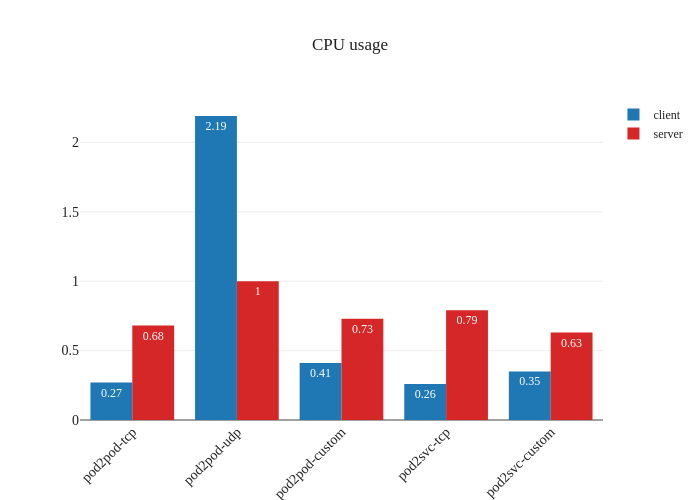 CPU usage
client
server
2
1.5
1
0.5
0
2.19
1
0.68
0.73
0.79
0.63
0.27
0.41
0.26
0.35
pod2pod-tcp
pod2pod-udp
pod2pod-custom
pod2svc-tcp
pod2svc-custom